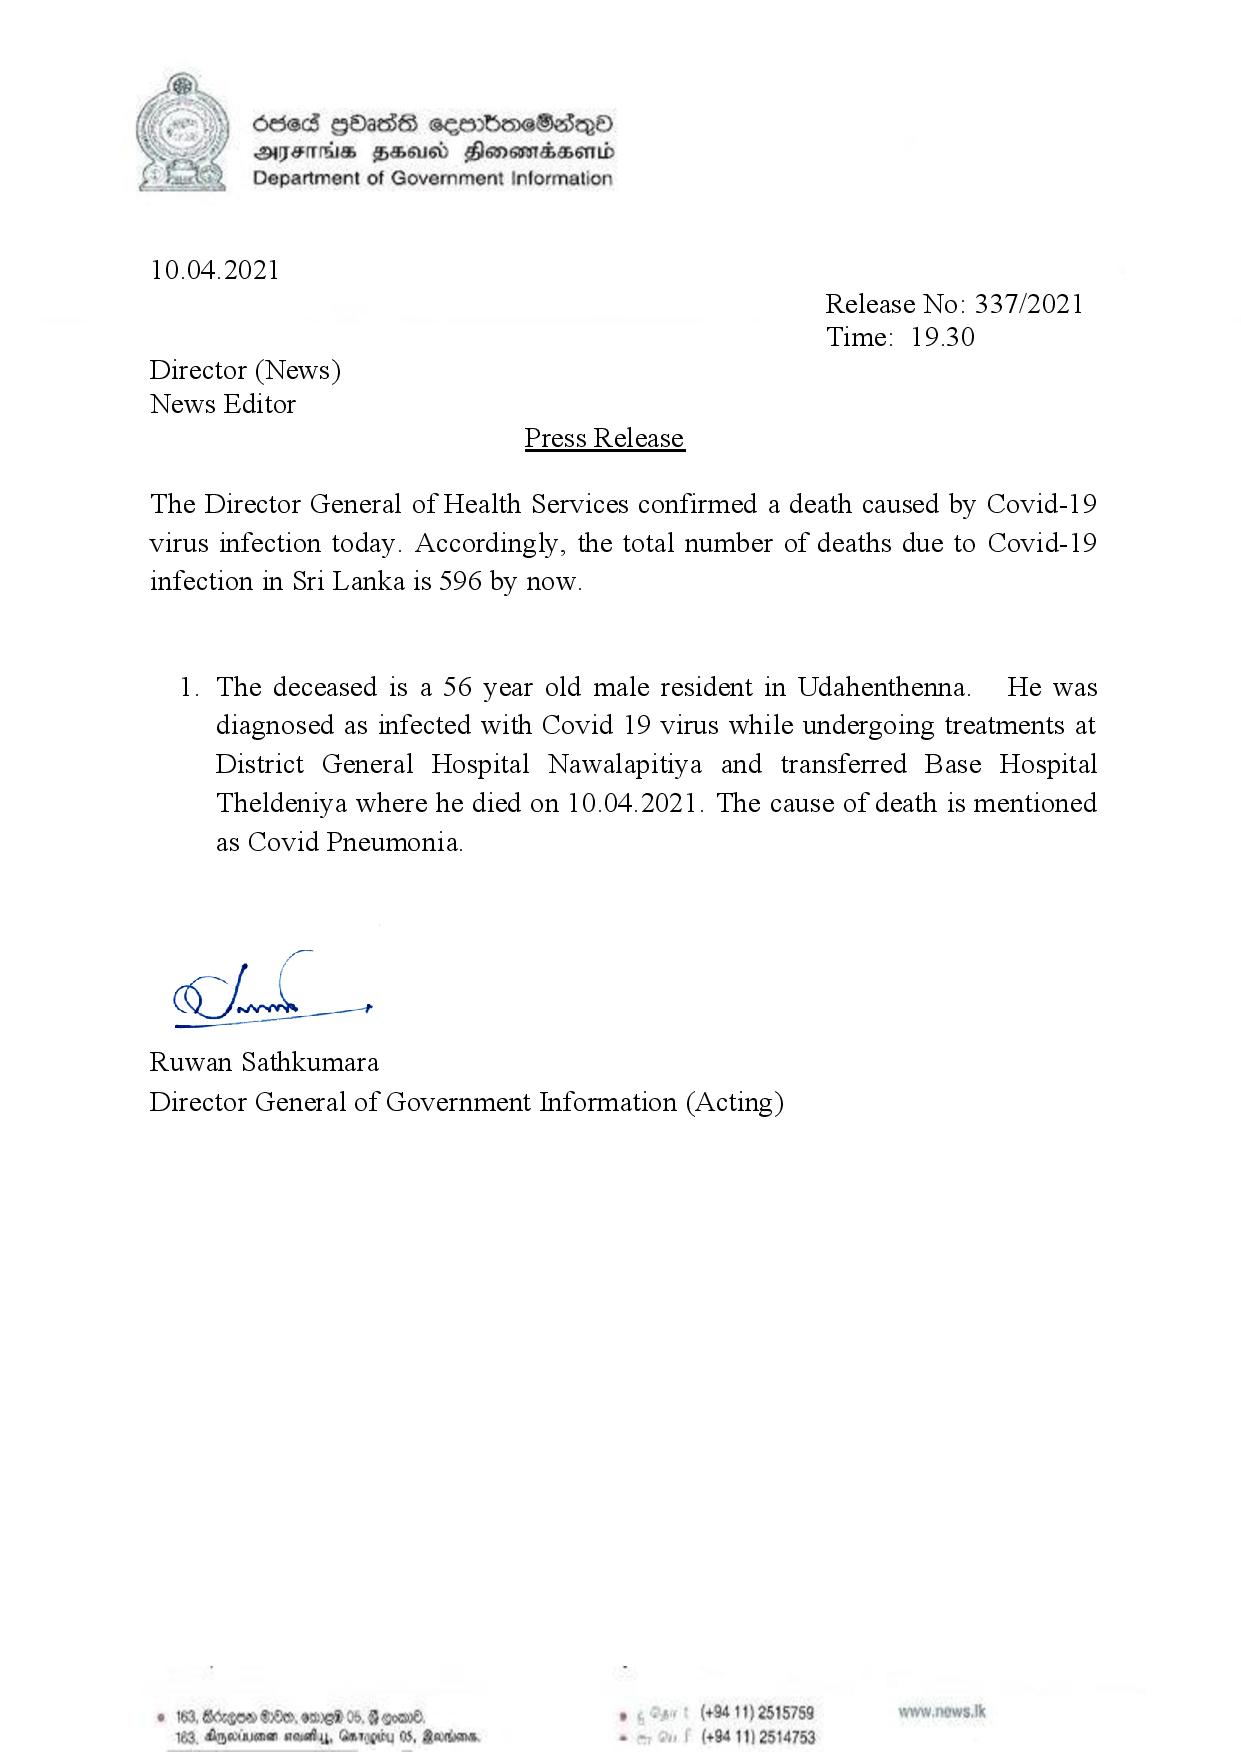 රජයේ ප්‍රවෘත්ති දෙපාර්තමේන්තුව
அரசாங்க தகவல் திணைக்களம்
Department of Government Information
10.04.2021
Release No: 337/2021
Time: 19.30
Director (News)
News Editor
Press Release
The Director General of Health Services confirmed a death caused by Covid-19
virus infection today. Accordingly, the total number of deaths due to Covid-19
infection in Sri Lanka is 596 by now.
1. The deceased is a 56 year old male resident in Udahenthenna. He was
diagnosed as infected with Covid 19 virus while undergoing treatments at
District General Hospital Nawalapitiya and transferred Base Hospital
Theldeniya where he died on 10.04.2021. The cause of death is mentioned
as Covid Pneumonia.
Ruwan Sathkumara
Director General of Government Information (Acting)
163, කිරුලපන මාවත, කොළඹ 05, ශ්‍රී ලංකාව.
163, கிருலப்பனை எவனியூ, கொழும்பு 05, இலங்கை.
(+94 11) 2515759
(+94 11) 2514753
www.news.lk